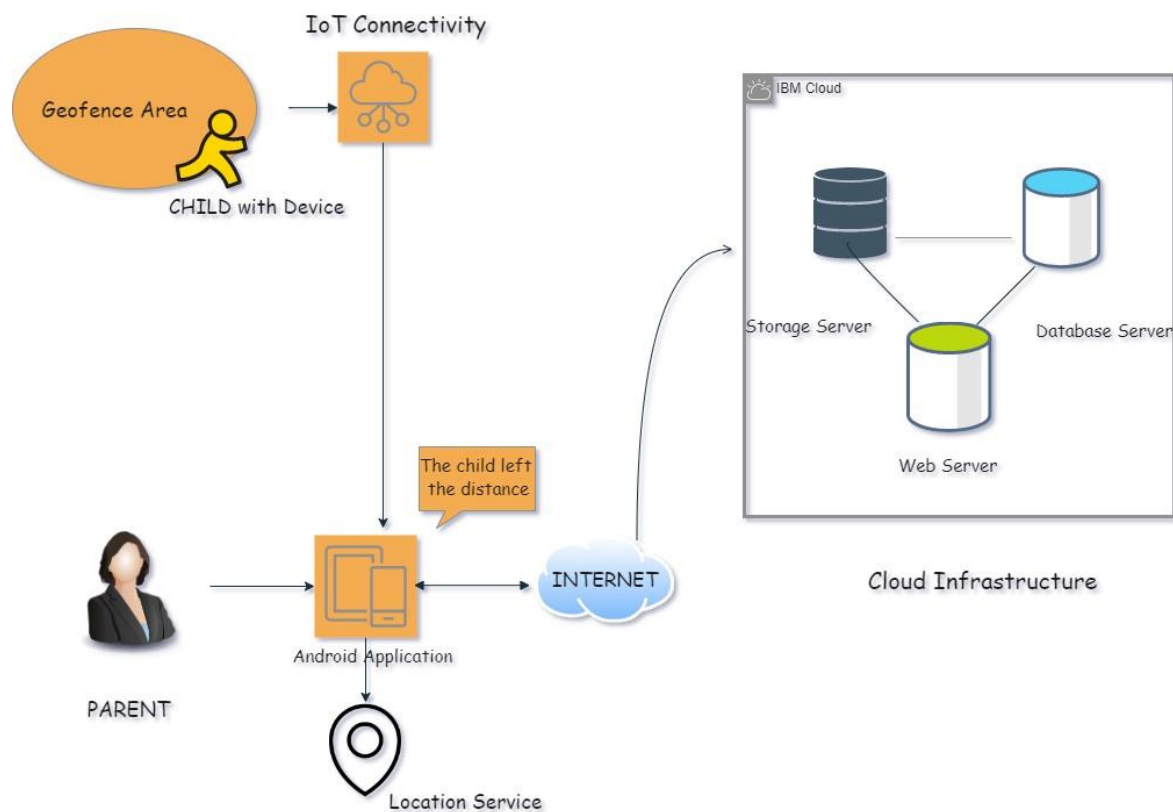 IoT Connectivity
Geofence Area
CHILD with Device
IBM Cloud
Storage Server
Database Server
Web Server
The child left
the distance
INTERNET
Cloud Infrastructure
Android Application
PARENT
Location Service